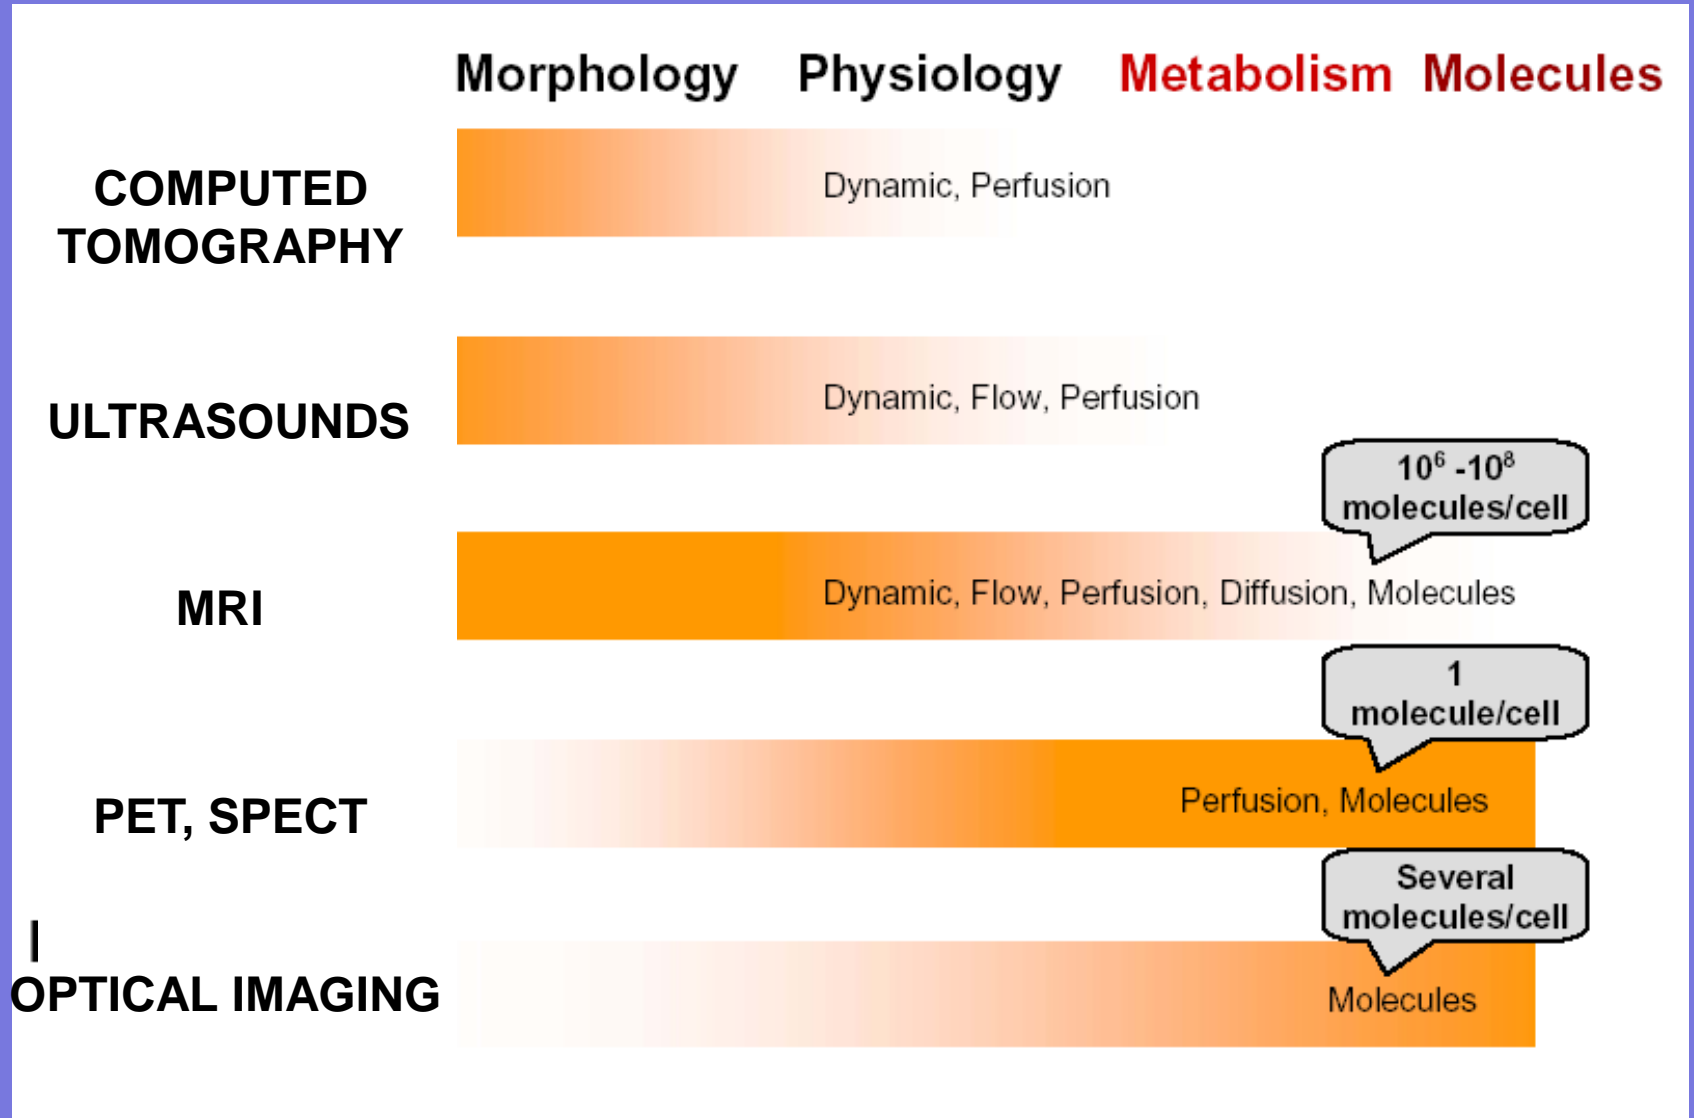 Morphology Physiology Metabolism Molecules
COMPUTED
TOMOGRAPHY
Dynamic, Perfusion
ULTRASOUNDS
Dynamic, Flow, Perfusion
10⁶ -10⁸
molecules/cell
MRI
Dynamic, Flow, Perfusion, Diffusion, Molecules
1
molecule/cell
PET, SPECT
Perfusion, Molecules
Several
molecules/cell
OPTICAL IMAGING
Molecules